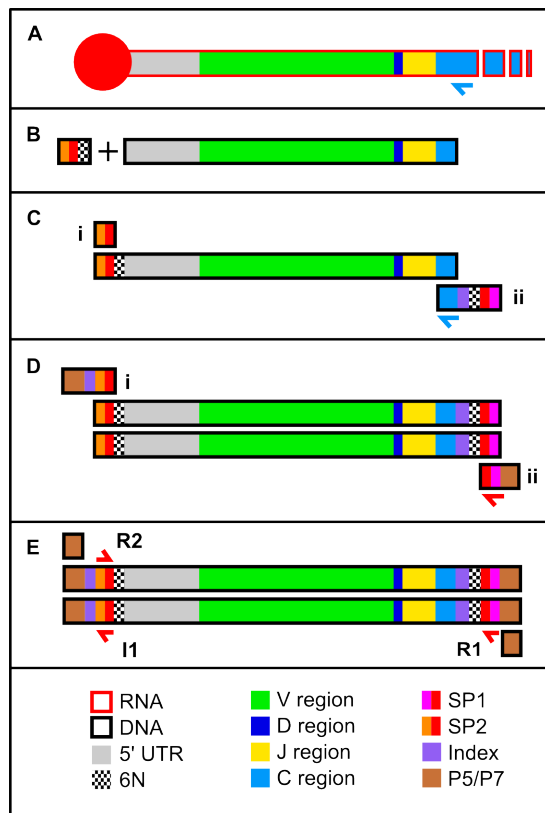 A
B
+
C
i
ii
D
i
ii
E
R2
I1
R1
RNA
DNA
5' UTR
6N
V region
D region
J region
C region
SP1
SP2
Index
P5/P7